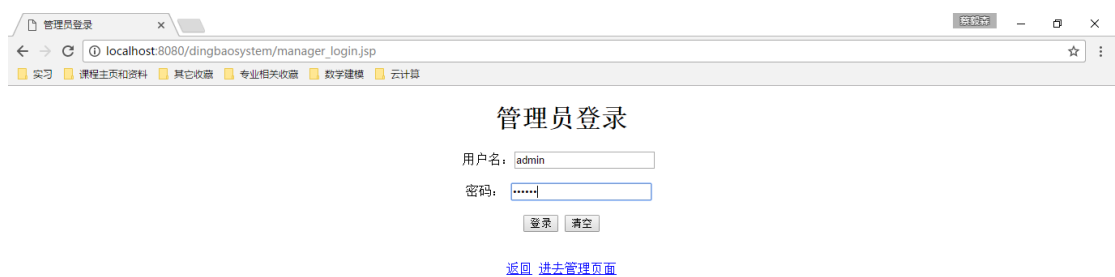 管理员登录
蔡毅森
localhost:8080/dingbaosystem/manager_login.jsp
实习 课程主页和资料 其它收藏 专业相关收藏 数学建模 云计算
管理员登录
用户名：admin
密码：••••••
登录 清空
返回 进去管理页面